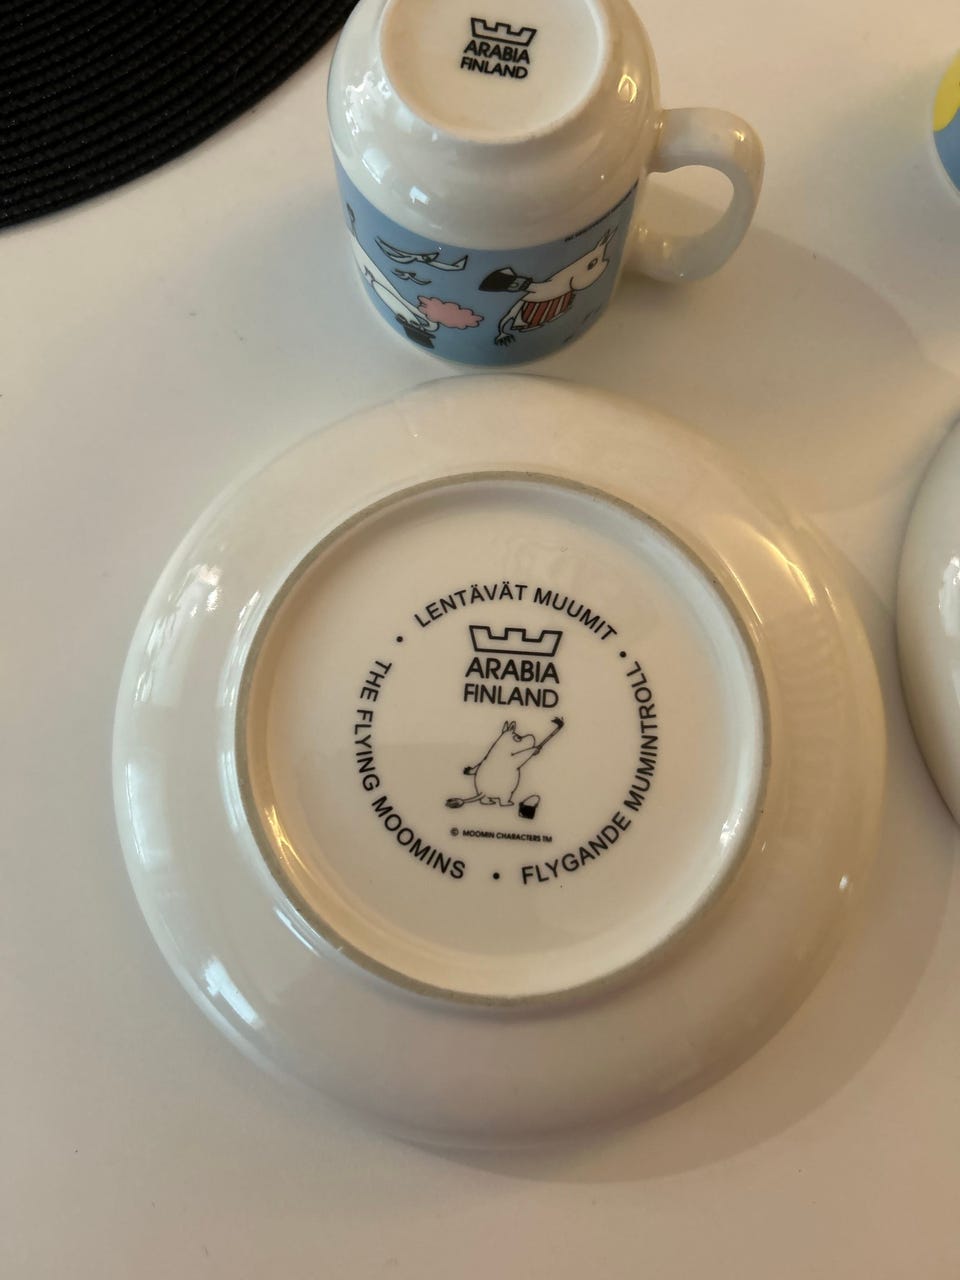 ARABIA
FINLAND
• LENTÄVÄT MUUMIT •
ARABIA
FINLAND
© MOOMIN CHARACTERS TM
FLYGANDE MUMINTROLL •
THE FLYING MOOMINS